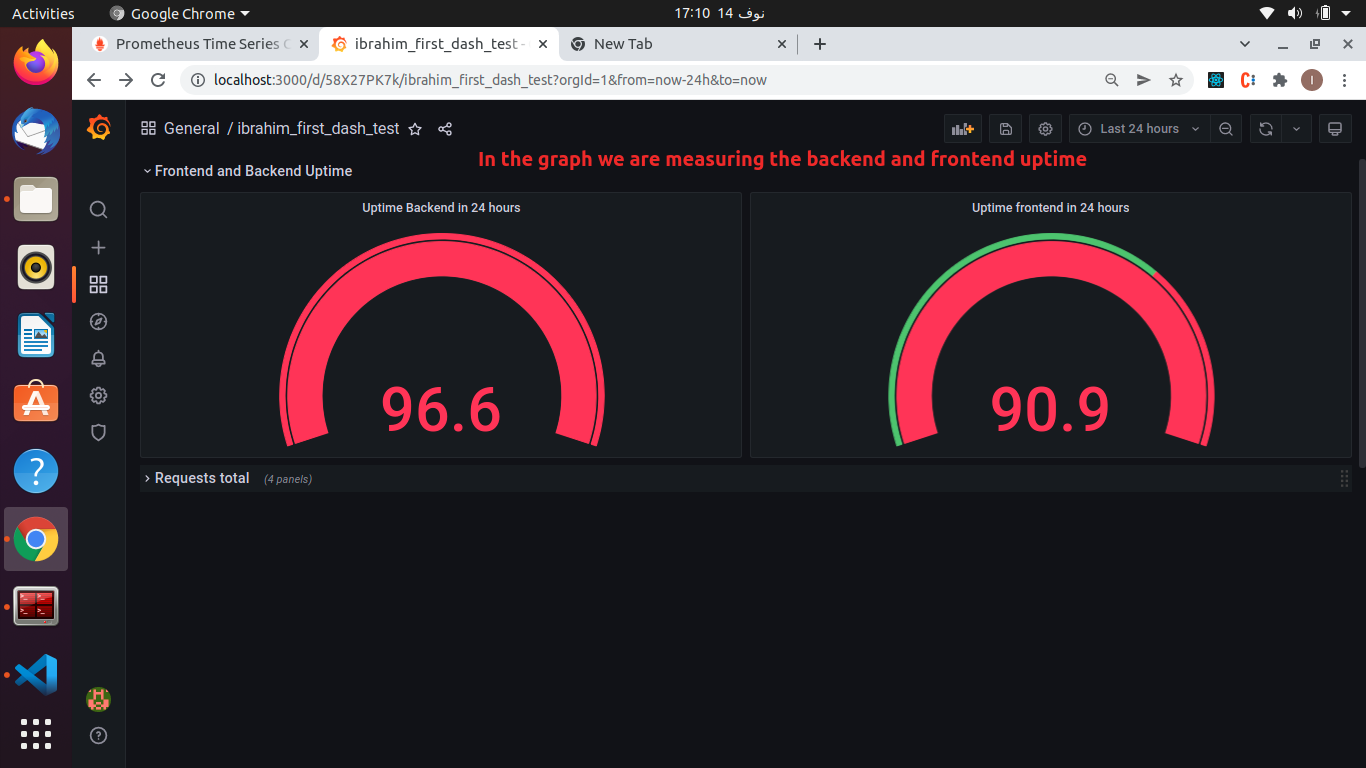 Activities
Google Chrome
17:10 نوف 14
Prometheus Time Series C
ibrahim_first_dash_test -
New Tab
localhost:3000/d/58X27PK7k/ibrahim_first_dash_test?orgId=1&from=now-24h&to=now
I
General / ibrahim_first_dash_test
Last 24 hours
In the graph we are measuring the backend and frontend uptime
Frontend and Backend Uptime
Uptime Backend in 24 hours
96.6
Uptime frontend in 24 hours
90.9
Requests total (4 panels)